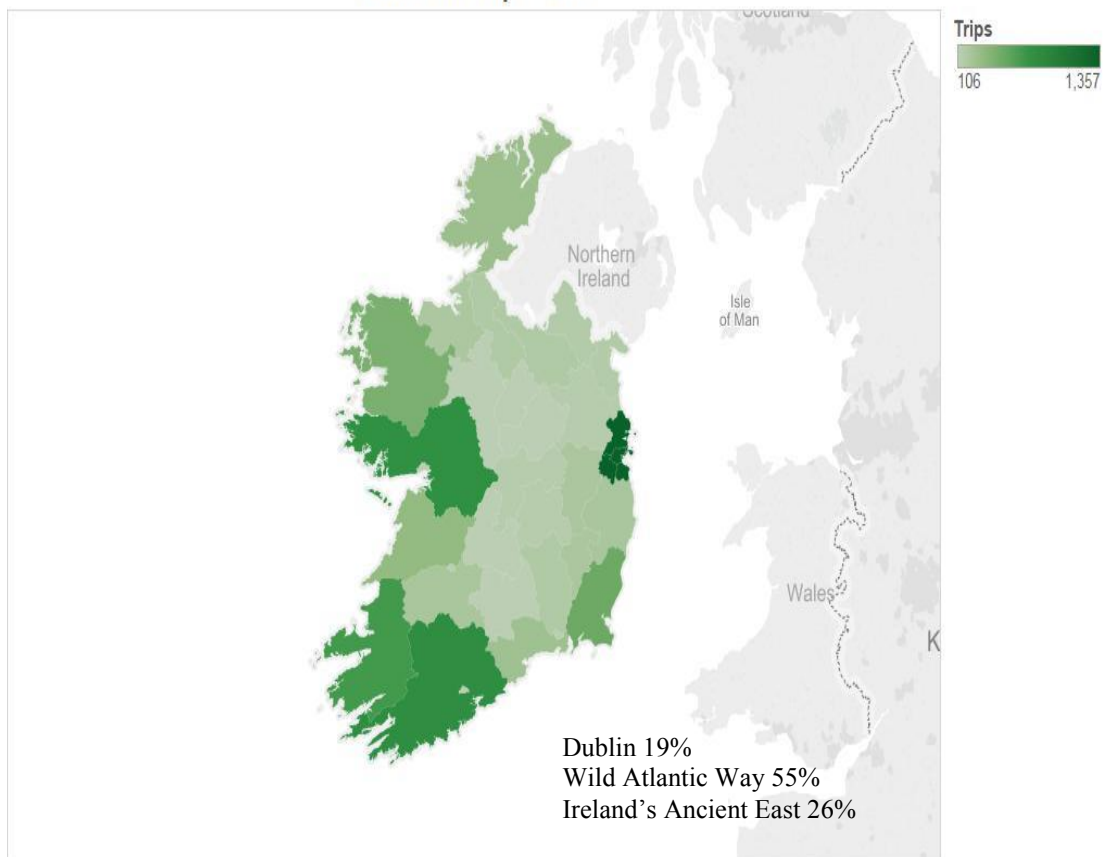 Scotland
Trips
106 1,357
Northern
Ireland
Isle
of Man
Wales
K
Dublin 19%
Wild Atlantic Way 55%
Ireland’s Ancient East 26%